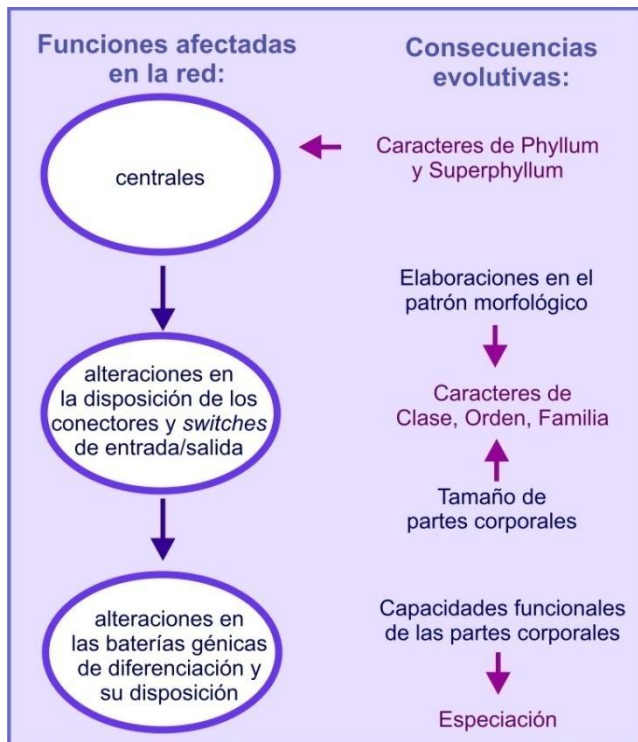 Funciones afectadas
en la red:
centrales
alteraciones en
la disposición de los
conectores y switches
de entrada/salida
alteraciones en
las baterías génicas
de diferenciación y
su disposición
Consecuencias
evolutivas:
Caracteres de Phyllum
y Superphyllum
Elaboraciones en el
patrón morfológico
Caracteres de
Clase, Orden, Familia
Tamaño de
partes corporales
Capacidades funcionales
de las partes corporales
Especiación